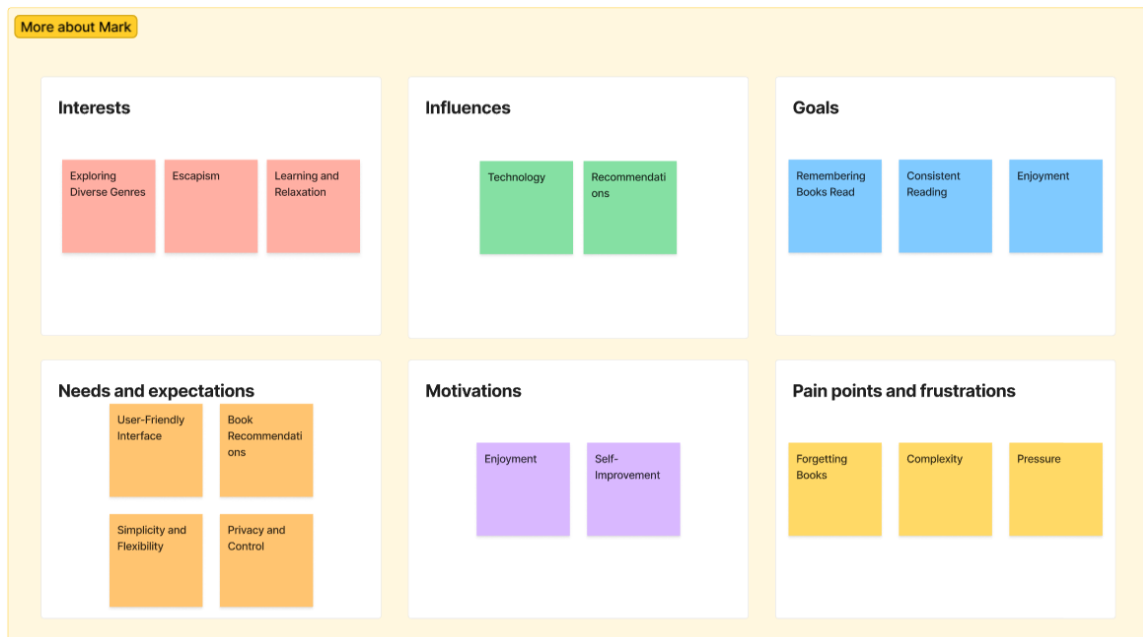 More about Mark
Interests
Exploring
Diverse Genres
Escapism
Learning and
Relaxation
Influences
Technology
Recommendati
ons
Goals
Remembering
Books Read
Consistent
Reading
Enjoyment
Needs and expectations
User-Friendly
Interface
Book
Recommendati
ons
Simplicity and
Flexibility
Privacy and
Control
Motivations
Enjoyment
Self-
Improvement
Pain points and frustrations
Forgetting
Books
Complexity
Pressure